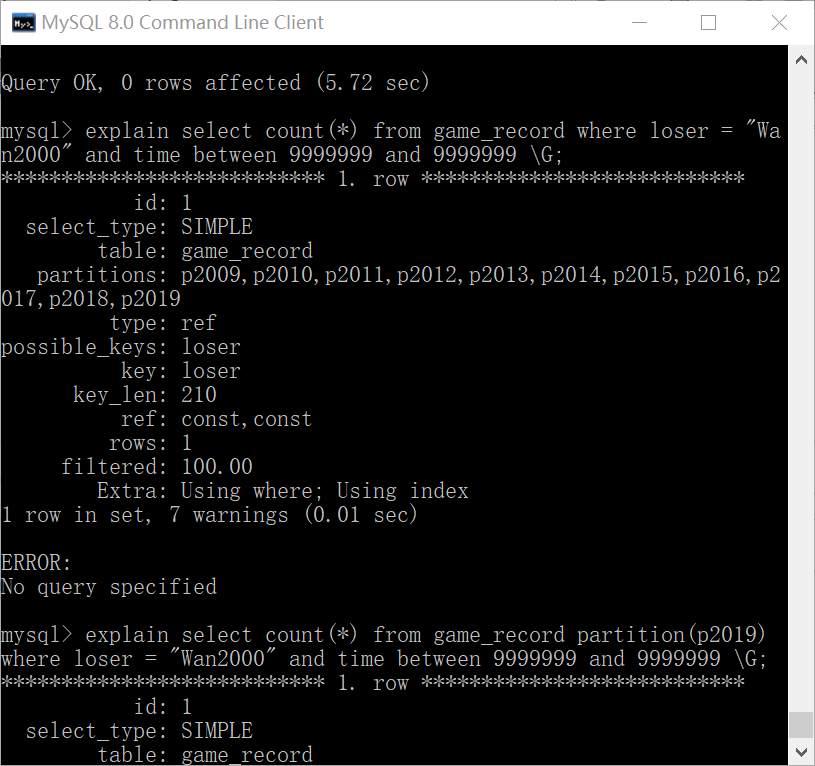 MySQL 8.0 Command Line Client
Query OK, 0 rows affected (5.72 sec)
mysql> explain select count(*) from game_record where loser = "Wa
n2000" and time between 9999999 and 9999999 \G;
*************************** 1. row ***************************
id: 1
select_type: SIMPLE
table: game_record
partitions: p2009,p2010,p2011,p2012,p2013,p2014,p2015,p2016,p2
017,p2018,p2019
type: ref
possible_keys: loser
key: loser
key_len: 210
ref: const,const
rows: 1
filtered: 100.00
Extra: Using where; Using index
1 row in set, 7 warnings (0.01 sec)
ERROR:
No query specified
mysql> explain select count(*) from game_record partition(p2019)
where loser = "Wan2000" and time between 9999999 and 9999999 \G;
*************************** 1. row ***************************
id: 1
select_type: SIMPLE
table: game_record